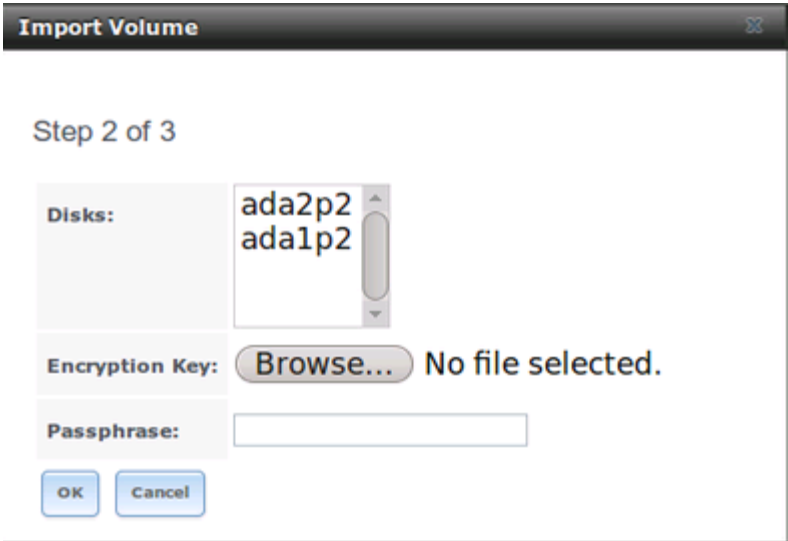 Import Volume
Step 2 of 3
Disks:
ada2p2
ada1p2
Encryption Key: Browse... No file selected.
Passphrase:
OK Cancel